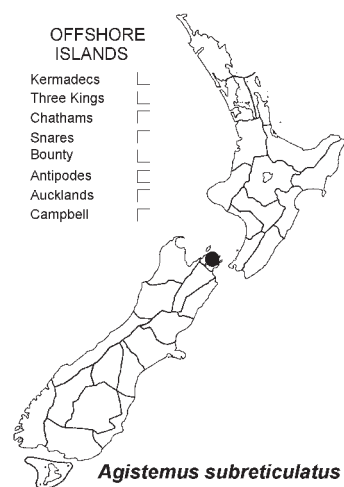 OFFSHORE
ISLANDS
Kermadecs
Three Kings
Chathams
Snares
Bounty
Antipodes
Aucklands
Campbell
Agistemus subreticulatus